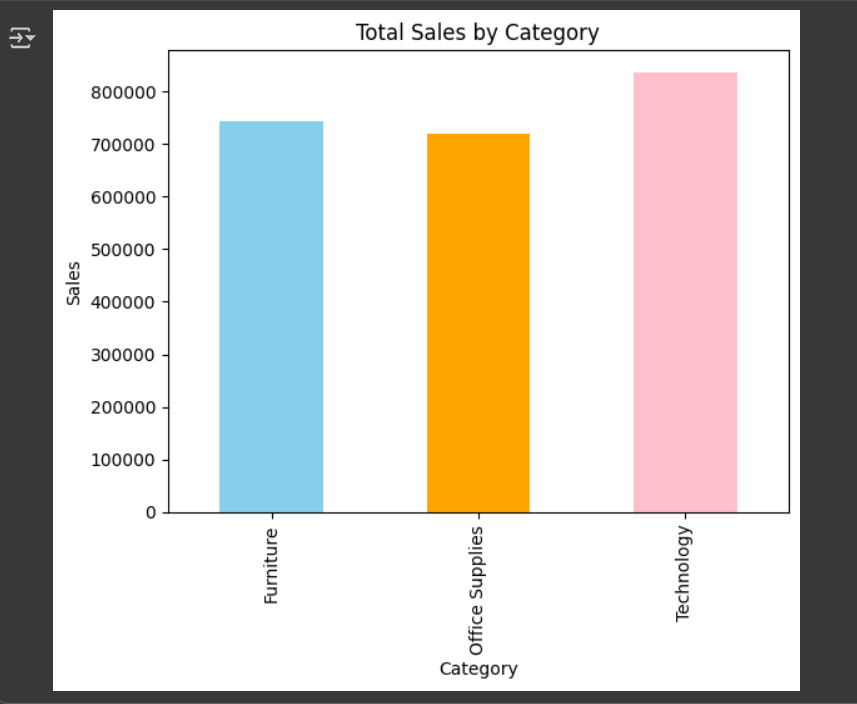 Total Sales by Category
800000
700000
600000
500000
400000
300000
200000
100000
0
Sales
Furniture
Office Supplies
Technology
Category